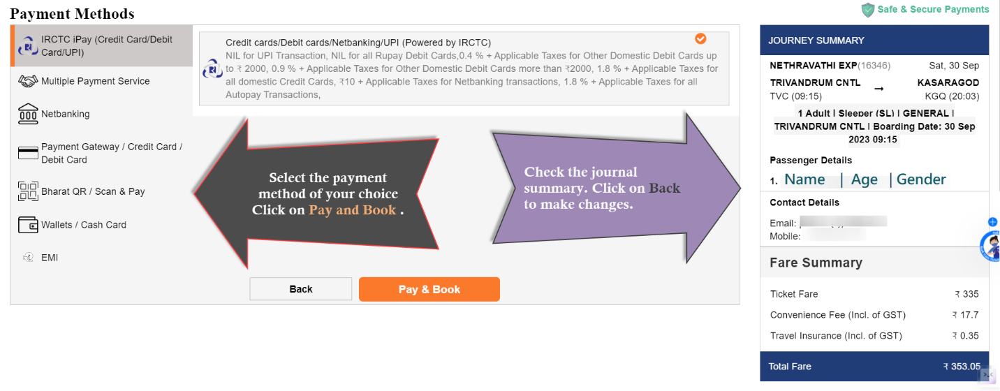 Payment Methods
Safe & Secure Payments
IRCTC iPay (Credit Card/Debit
Card/UPI)
Multiple Payment Service
Netbanking
Payment Gateway / Credit Card /
Debit Card
Bharat QR / Scan & Pay
Wallets / Cash Card
EMI
Credit cards/Debit cards/Netbanking/UPI (Powered by IRCTC)
NIL for UPI Transaction, NIL for all Rupay Debit Cards,0.4 % + Applicable Taxes for Other Domestic Debit Cards up
to ₹ 2000, 0.9 % + Applicable Taxes for Other Domestic Debit Cards more than ₹2000, 1.8 % + Applicable Taxes for
all domestic Credit Cards, ₹10 + Applicable Taxes for Netbanking transactions, 1.8 % + Applicable Taxes for all
Autopay Transactions,
Select the payment
method of your choice
Click on Pay and Book .
Check the journal
summary. Click on Back
to make changes.
Back
Pay & Book
JOURNEY SUMMARY
NETHRAVATHI EXP(16346) Sat, 30 Sep
TRIVANDRUM CNTL → KASARAGOD
TVC (09:15) KGQ (20:03)
1 Adult | Sleeper (SL) | GENERAL |
TRIVANDRUM CNTL | Boarding Date: 30 Sep
2023 09:15
Passenger Details
1. Name | Age | Gender
Contact Details
Email:
Mobile:
Fare Summary
Ticket Fare ₹ 335
Convenience Fee (Incl. of GST) ₹ 17.7
Travel Insurance (Incl. of GST) ₹ 0.35
Total Fare ₹ 353.05